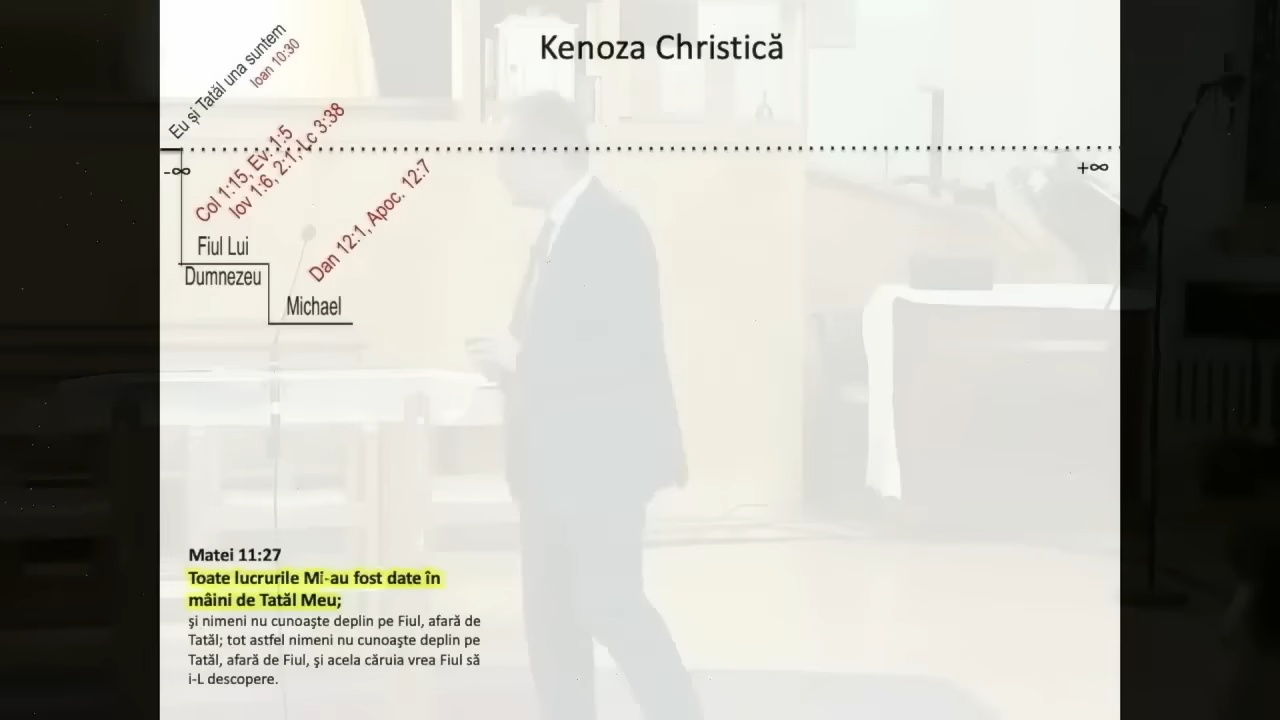 Kenoza Christică
Eu și Tatăl una suntem
Ioan 10:30
-∞
+∞
Col 1:15, Ev. 1:5
Iov 1:6, 2:1, Lc 3:38
Dan 12:1, Apoc. 12:7
Fiul Lui
Dumnezeu
Michael
Matei 11:27
Toate lucrurile Mi-au fost date în
mâini de Tatăl Meu;
şi nimeni nu cunoaşte deplin pe Fiul, afară de
Tatăl; tot astfel nimeni nu cunoaşte deplin pe
Tatăl, afară de Fiul, şi acela căruia vrea Fiul să
i-L descopere.